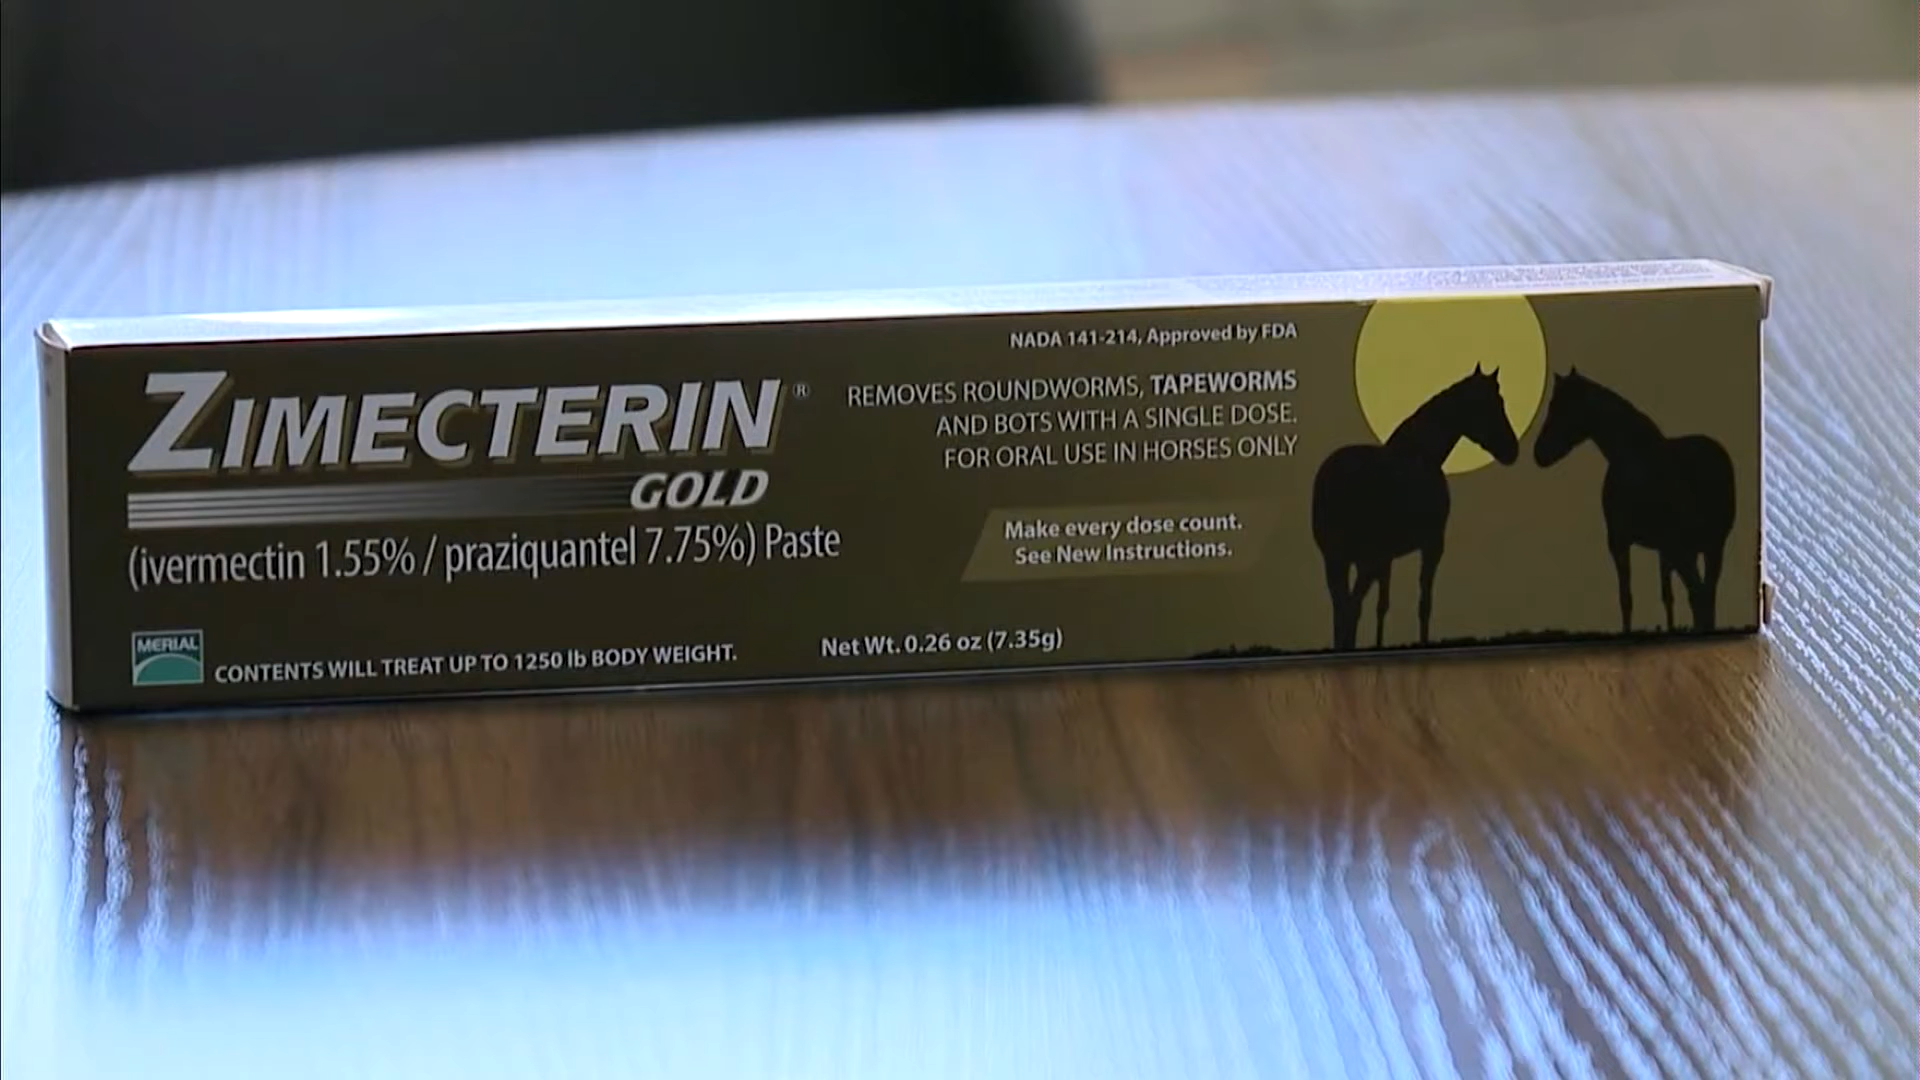 ZIMECTERIN®
GOLD
(ivermectin 1.55% / praziquantel 7.75%) Paste
MERIAL
CONTENTS WILL TREAT UP TO 1250 lb BODY WEIGHT.
Net Wt. 0.26 oz (7.35g)
NADA 141-214, Approved by FDA
REMOVES ROUNDWORMS, TAPEWORMS
AND BOTS WITH A SINGLE DOSE.
FOR ORAL USE IN HORSES ONLY
Make every dose count.
See New Instructions.